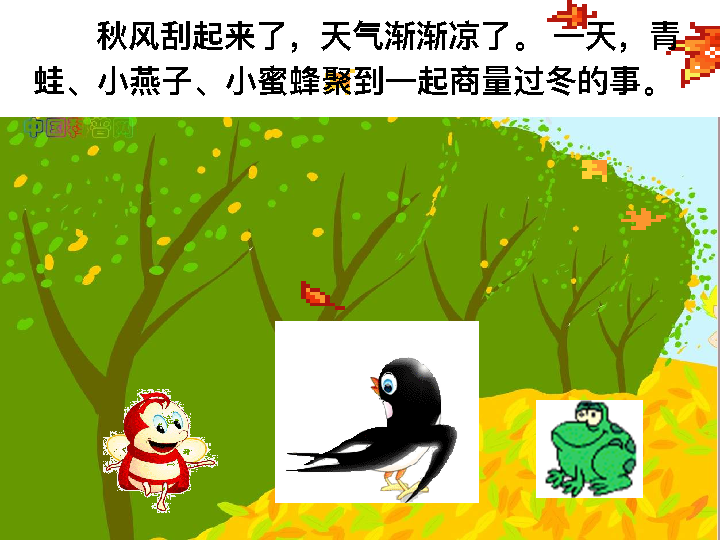 秋风刮起来了，天气渐渐凉了。 一天，青
蛙、小燕子、小蜜蜂聚到一起商量过冬的事。
中国科普网